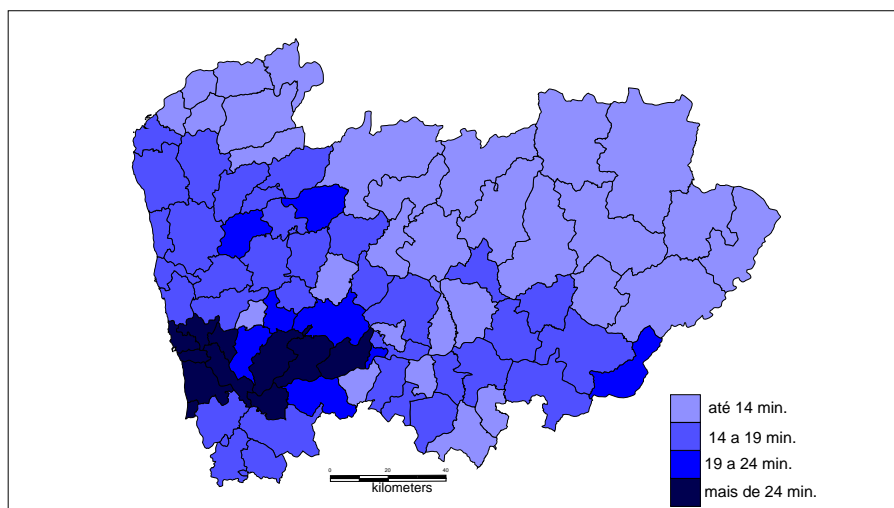 até 14 min.
14 a 19 min.
19 a 24 min.
mais de 24 min.
0 20 40
kilometers